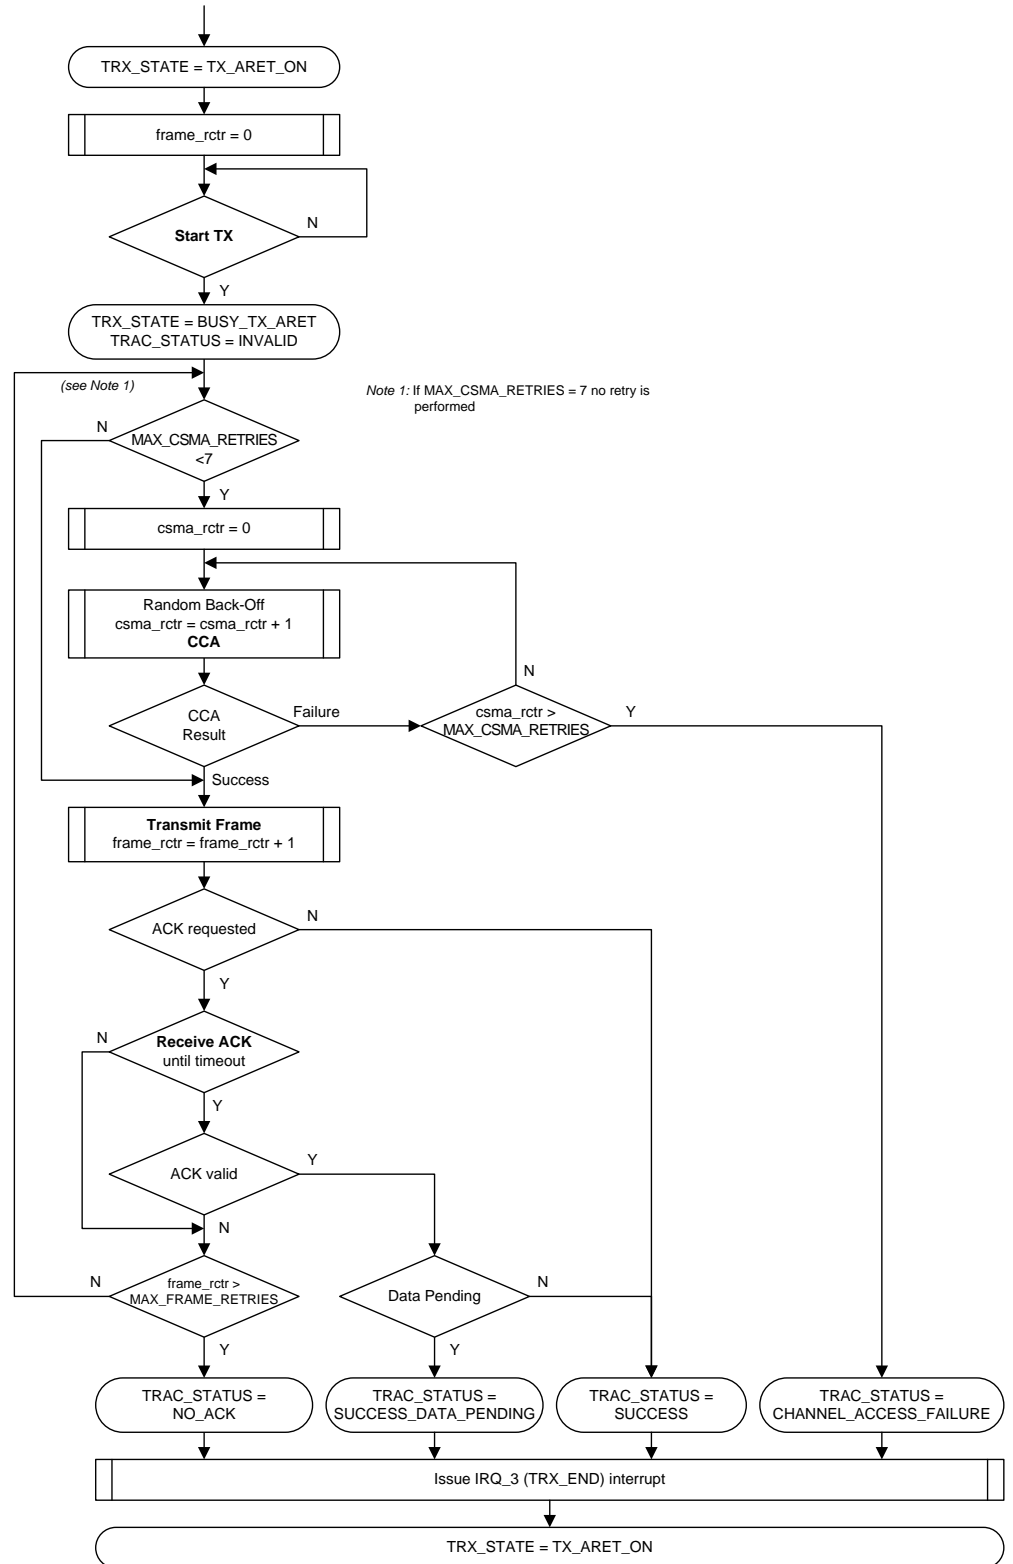 TRX_STATE = TX_ARET_ON
frame_rctr = 0
Start TX
N
Y
TRX_STATE = BUSY_TX_ARET
TRAC_STATUS = INVALID
(see Note 1)
Note 1: If MAX_CSMA_RETRIES = 7 no retry is
performed
N
MAX_CSMA_RETRIES
<7
Y
csma_rctr = 0
Random Back-Off
csma_rctr = csma_rctr + 1
CCA
N
CCA
Result
Failure
csma_rctr >
MAX_CSMA_RETRIES
Y
Success
Transmit Frame
frame_rctr = frame_rctr + 1
ACK requested
N
Y
N
Receive ACK
until timeout
Y
ACK valid
Y
N
N
frame_rctr >
MAX_FRAME_RETRIES
Data Pending
N
Y
Y
TRAC_STATUS =
NO_ACK
TRAC_STATUS =
SUCCESS_DATA_PENDING
TRAC_STATUS =
SUCCESS
TRAC_STATUS =
CHANNEL_ACCESS_FAILURE
Issue IRQ_3 (TRX_END) interrupt
TRX_STATE = TX_ARET_ON